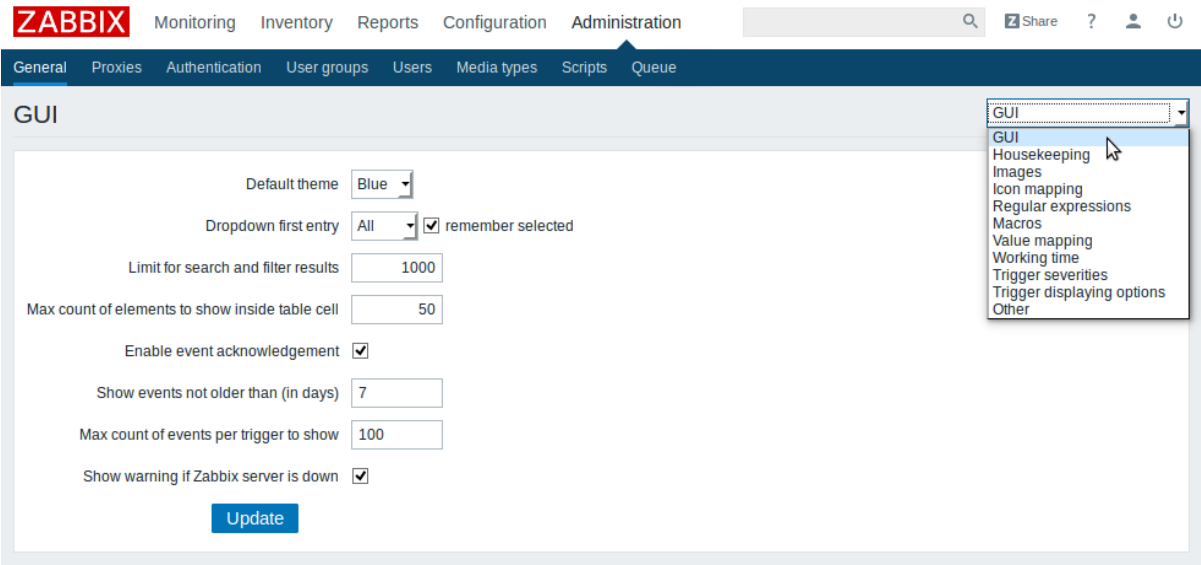 ZABBIX Monitoring Inventory Reports Configuration Administration Z Share ?
General Proxies Authentication User groups Users Media types Scripts Queue
GUI GUI
GUI
Housekeeping
Images
Icon mapping
Regular expressions
Macros
Value mapping
Working time
Trigger severities
Trigger displaying options
Other
Default theme Blue
Dropdown first entry All remember selected
Limit for search and filter results 1000
Max count of elements to show inside table cell 50
Enable event acknowledgement
Show events not older than (in days) 7
Max count of events per trigger to show 100
Show warning if Zabbix server is down
Update